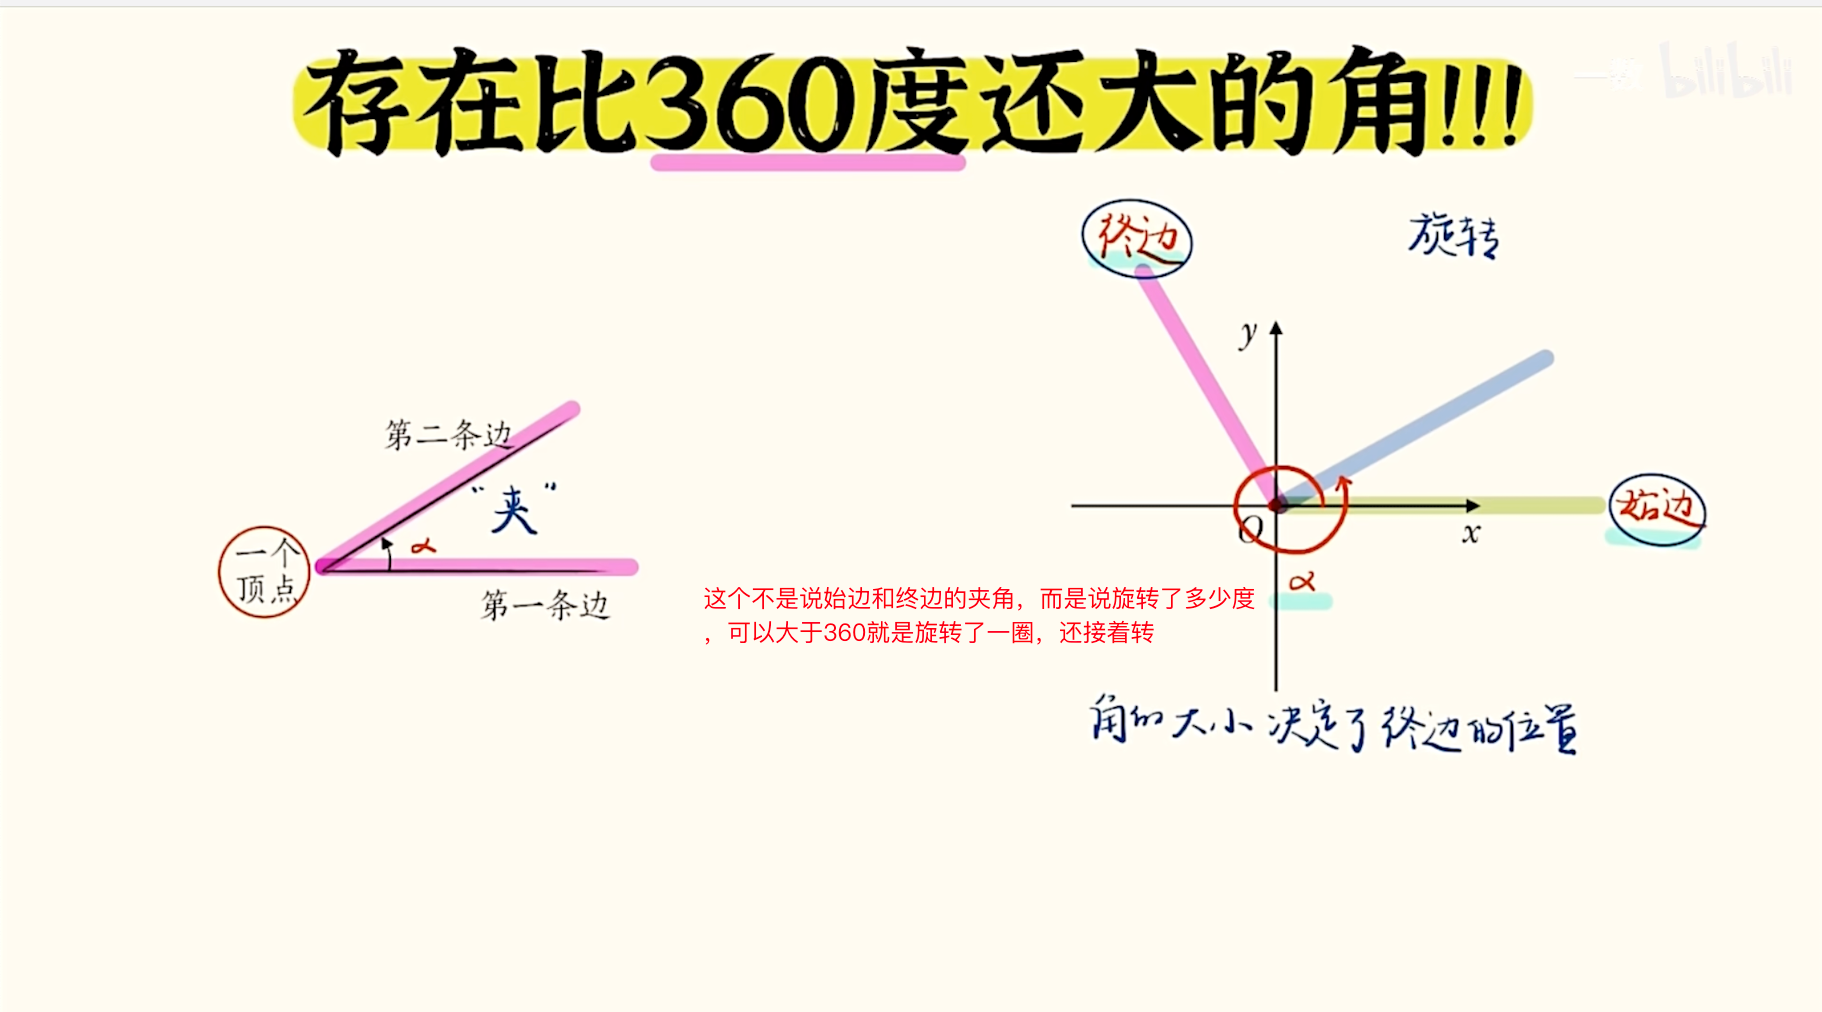 存在比360度还大的角!!!
bilibili
终边
旋转
y
第二条边
“夹”
α
一个
顶点
第一条边
始边
O
x
α
这个不是说始边和终边的夹角，而是说旋转了多少度
，可以大于360就是旋转了一圈，还接着转
角的大小决定了终边的位置